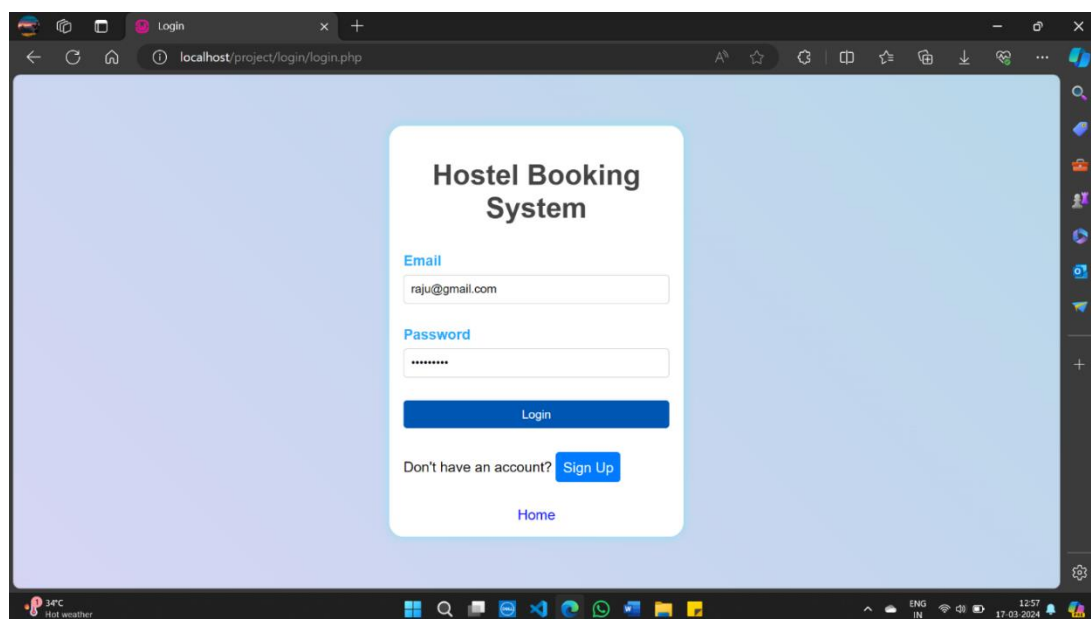 Login
localhost/project/login/login.php
Hostel Booking
System
Email
raju@gmail.com
Password
•••••••••
Login
Don't have an account? Sign Up
Home
34°C
Hot weather
ENG
IN
12:57
17-03-2024